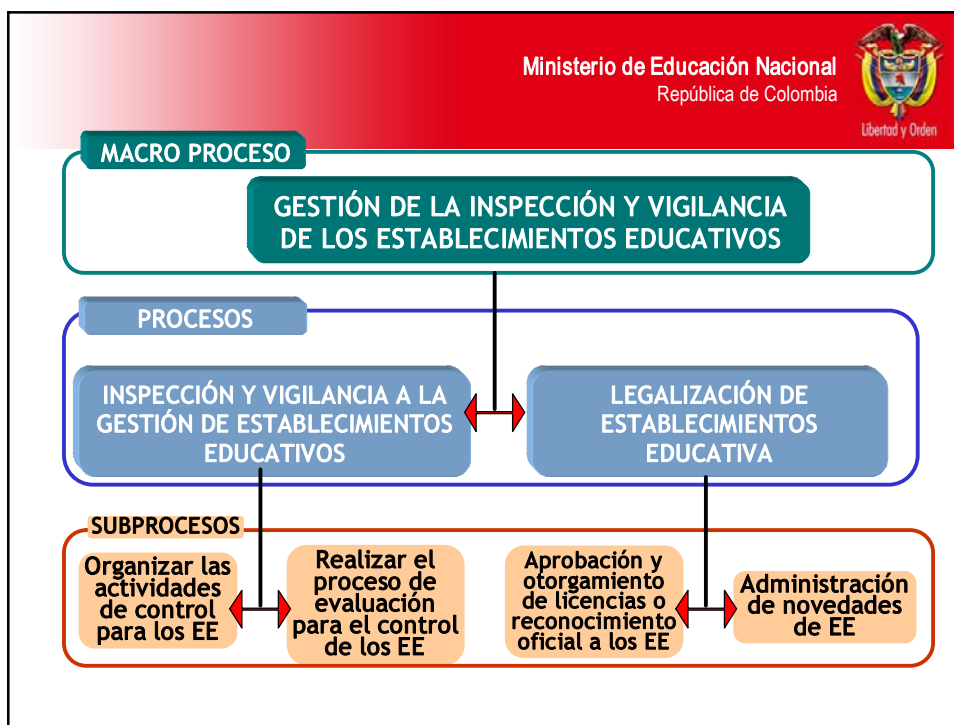 Ministerio de Educación Nacional
República de Colombia
Libertad y Orden
MACRO PROCESO
GESTIÓN DE LA INSPECCIÓN Y VIGILANCIA
DE LOS ESTABLECIMIENTOS EDUCATIVOS
PROCESOS
INSPECCIÓN Y VIGILANCIA A LA
GESTIÓN DE ESTABLECIMIENTOS
EDUCATIVOS
LEGALIZACIÓN DE
ESTABLECIMIENTOS
EDUCATIVA
SUBPROCESOS
Organizar las
actividades
de control
para los EE
Realizar el
proceso de
evaluación
para el control
de los EE
Aprobación y
otorgamiento
de licencias o
reconocimiento
oficial a los EE
Administración
de novedades
de EE